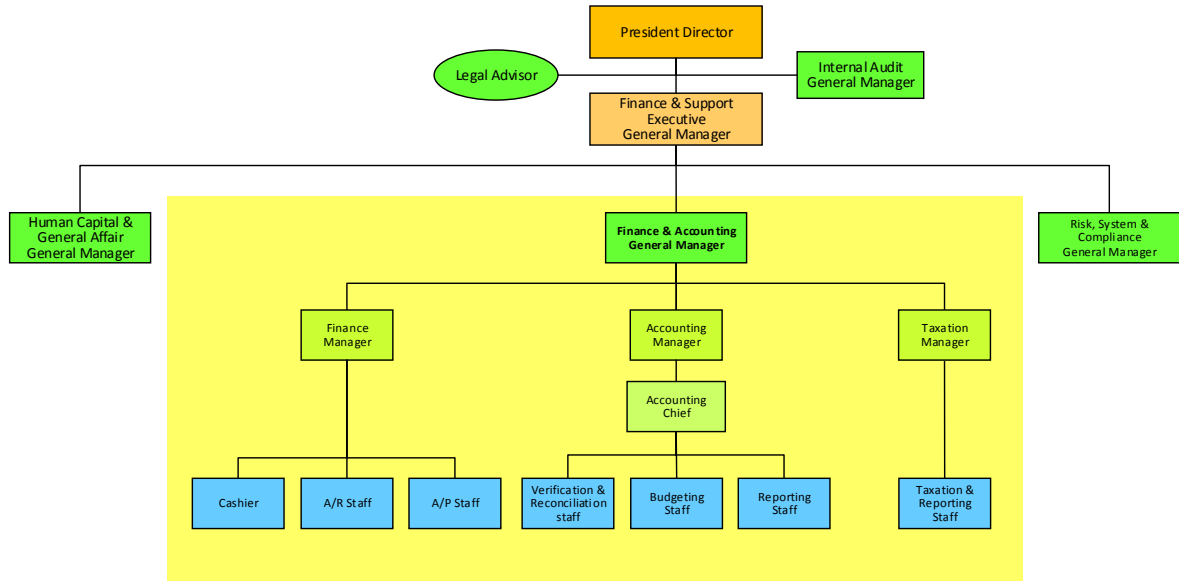 President Director
Legal Advisor
Internal Audit
General Manager
Finance & Support
Executive
General Manager
Human Capital &
General Affair
General Manager
Finance & Accounting
General Manager
Risk, System &
Compliance
General Manager
Finance
Manager
Accounting
Manager
Taxation
Manager
Accounting
Chief
Cashier
A/R Staff
A/P Staff
Verification &
Reconciliation
staff
Budgeting
Staff
Reporting
Staff
Taxation &
Reporting
Staff